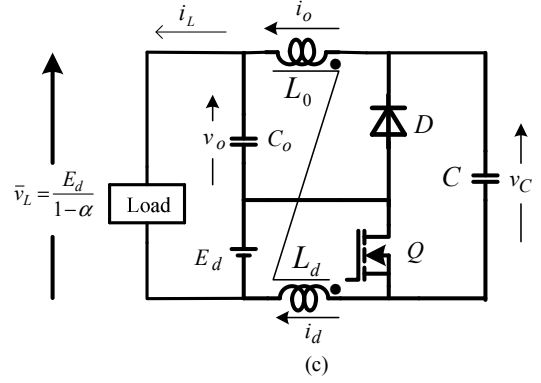 i_L
i_o
L_0
D
v_o
C_o
C
v_C
v̄_L = E_d / 1−α
Load
E_d
L_d
Q
i_d
(c)